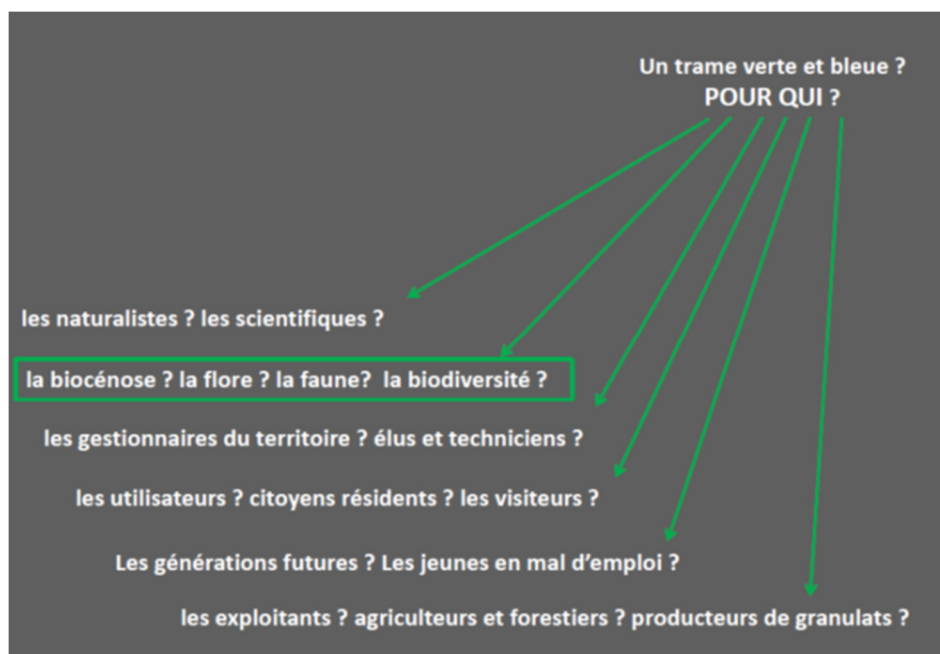 Un trame verte et bleue ?
POUR QUI ?
les naturalistes ? les scientifiques ?
la biocénose ? la flore ? la faune? la biodiversité ?
les gestionnaires du territoire ? élus et techniciens ?
les utilisateurs ? citoyens résidents ? les visiteurs ?
Les générations futures ? Les jeunes en mal d’emploi ?
les exploitants ? agriculteurs et forestiers ? producteurs de granulats ?